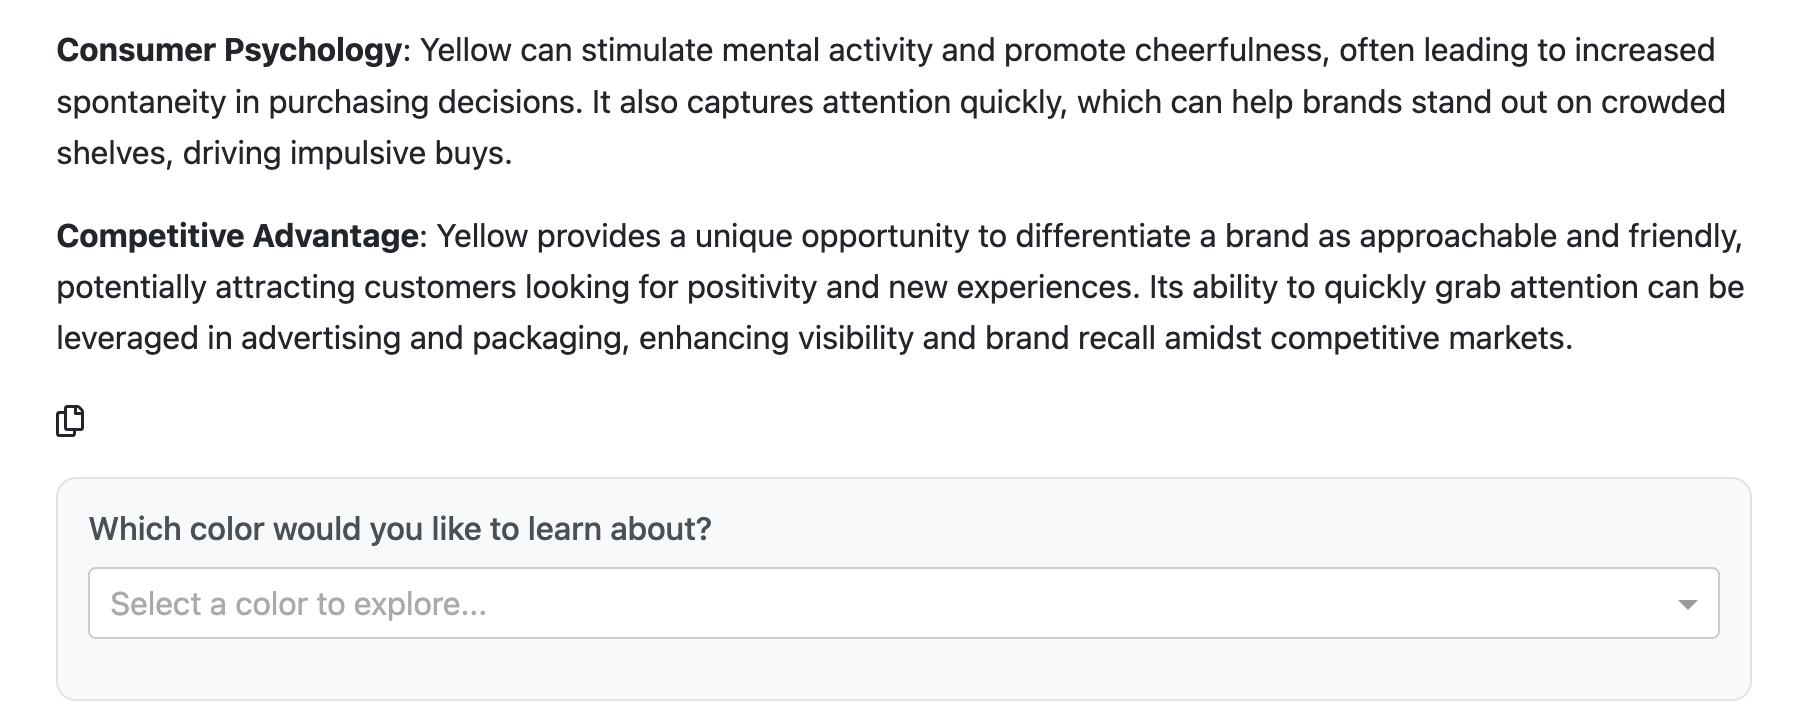 Consumer Psychology: Yellow can stimulate mental activity and promote cheerfulness, often leading to increased
spontaneity in purchasing decisions. It also captures attention quickly, which can help brands stand out on crowded
shelves, driving impulsive buys.
Competitive Advantage: Yellow provides a unique opportunity to differentiate a brand as approachable and friendly,
potentially attracting customers looking for positivity and new experiences. Its ability to quickly grab attention can be
leveraged in advertising and packaging, enhancing visibility and brand recall amidst competitive markets.
Which color would you like to learn about?
Select a color to explore...